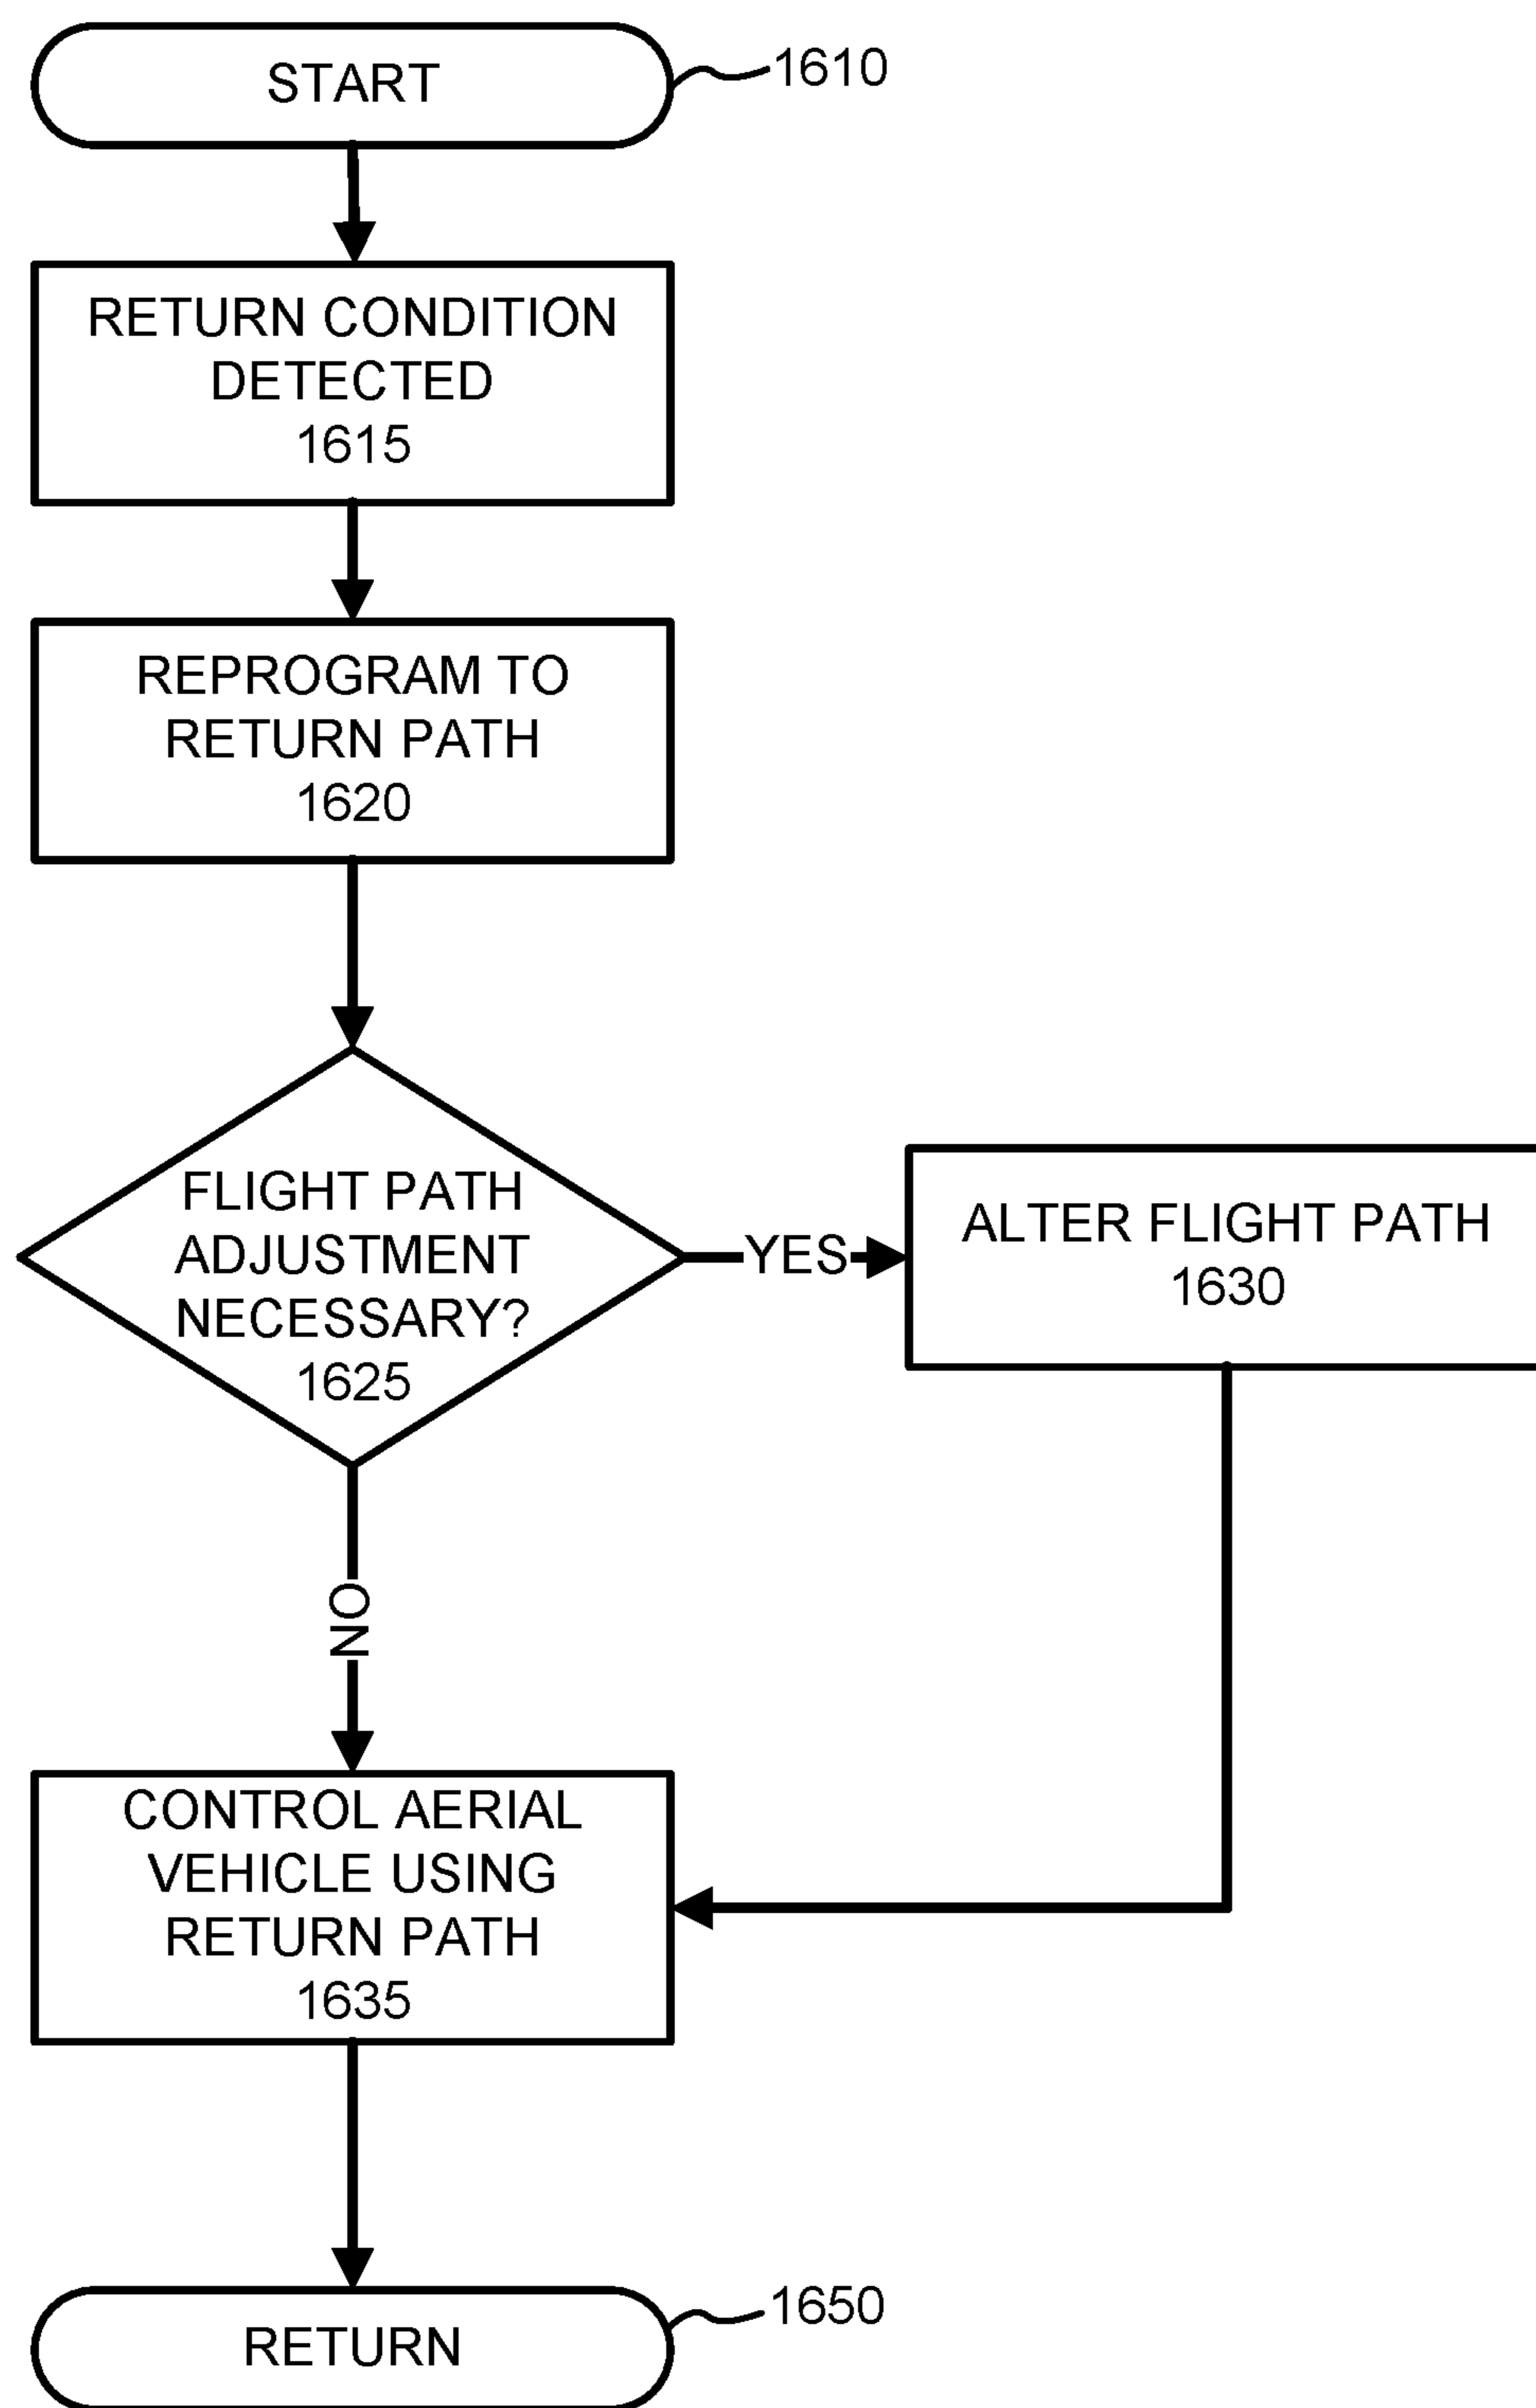 START
1610
RETURN CONDITION
DETECTED
1615
REPROGRAM TO
RETURN PATH
1620
FLIGHT PATH
ADJUSTMENT
NECESSARY?
1625
YES
ALTER FLIGHT PATH
1630
NO
CONTROL AERIAL
VEHICLE USING
RETURN PATH
1635
RETURN
1650